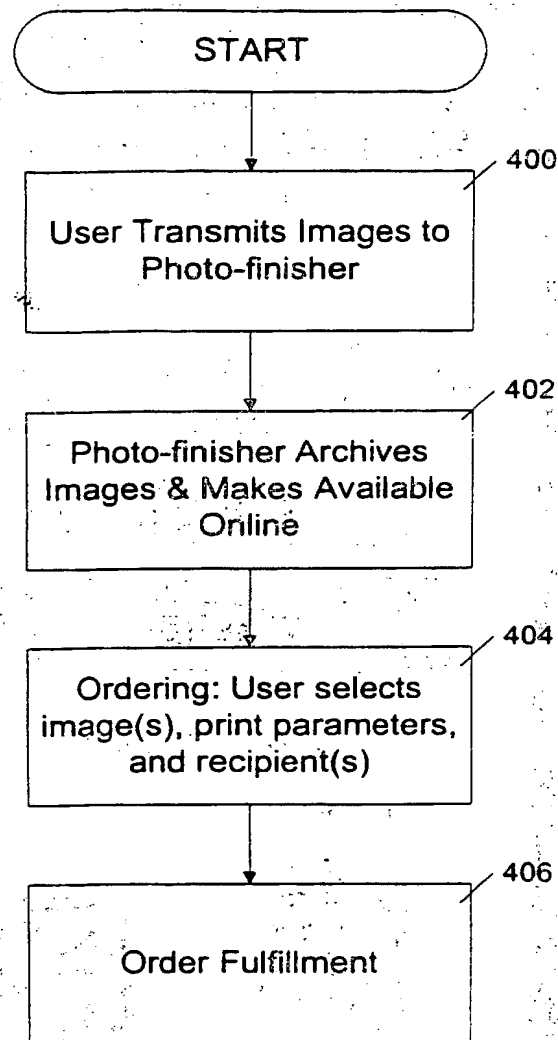 START
400
User Transmits Images to
Photo-finisher
402
Photo-finisher Archives
Images & Makes Available
Online
404
Ordering: User selects
image(s), print parameters,
and recipient(s)
406
Order Fulfillment